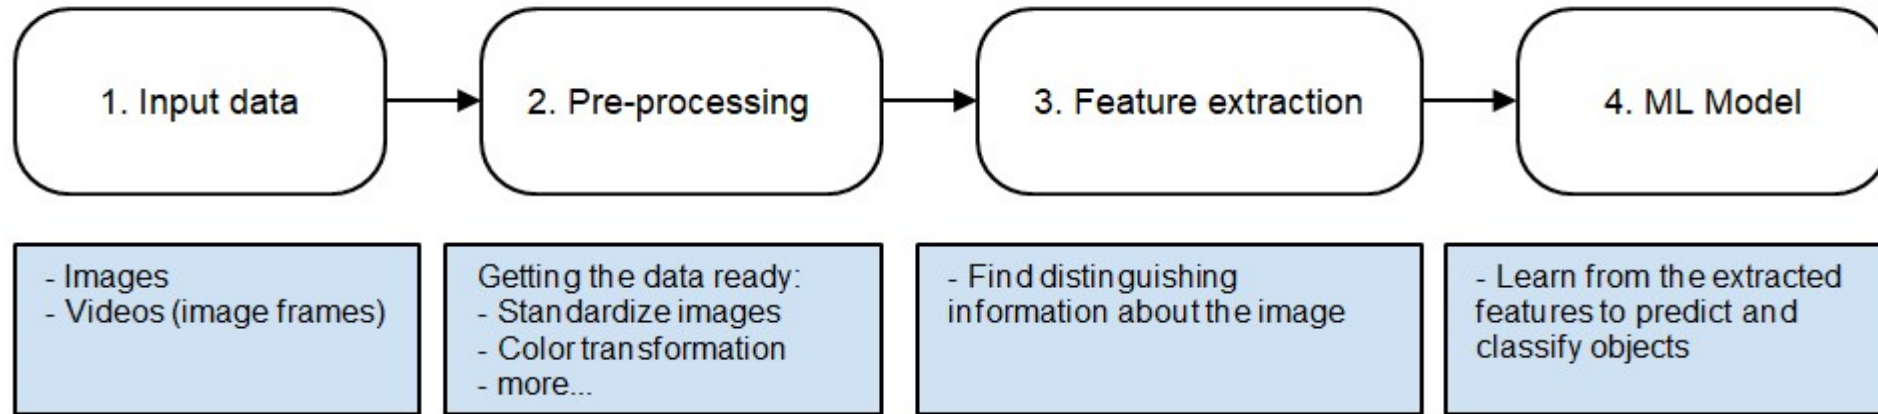 1. Input data
2. Pre-processing
3. Feature extraction
4. ML Model
- Images
- Videos (image frames)
Getting the data ready:
- Standardize images
- Color transformation
- more...
- Find distinguishing
information about the image
- Learn from the extracted
features to predict and
classify objects